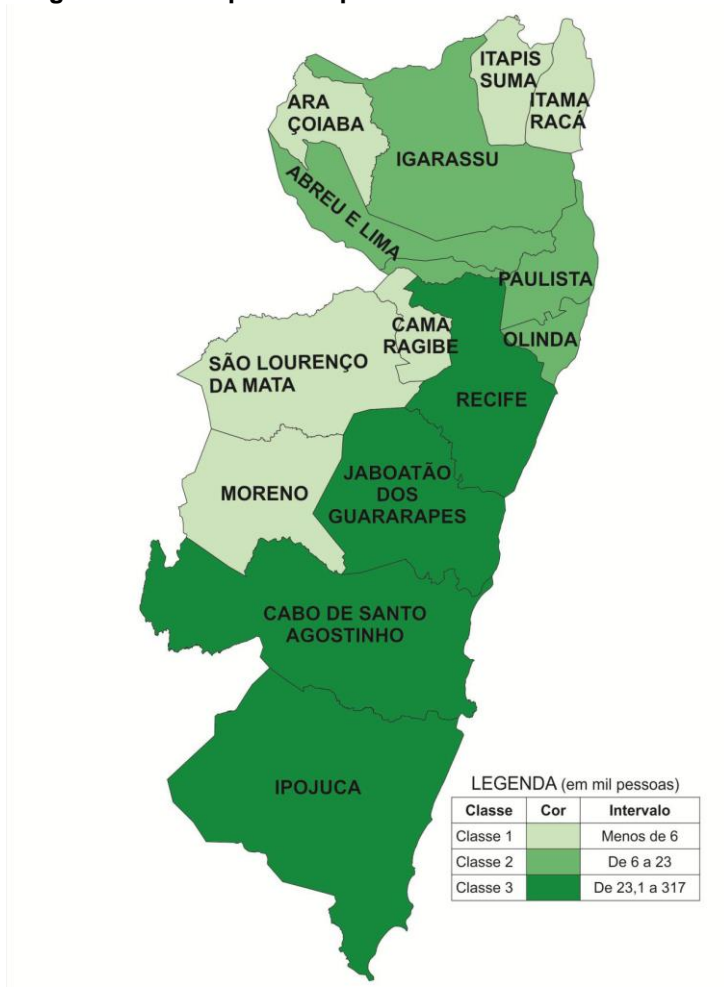 ITAPIS
SUMA
ITAMA
RACÁ
ARA
ÇOIABA
IGARASSU
ABREU E LIMA
PAULISTA
OLINDA
CAMA
RAGIBE
SÃO LOURENÇO
DA MATA
RECIFE
MORENO
JABOATÃO
DOS
GUARARAPES
CABO DE SANTO
AGOSTINHO
IPOJUCA
LEGENDA (em mil pessoas)
Classe Cor Intervalo
Classe 1 Menos de 6
Classe 2 De 6 a 23
Classe 3 De 23,1 a 317